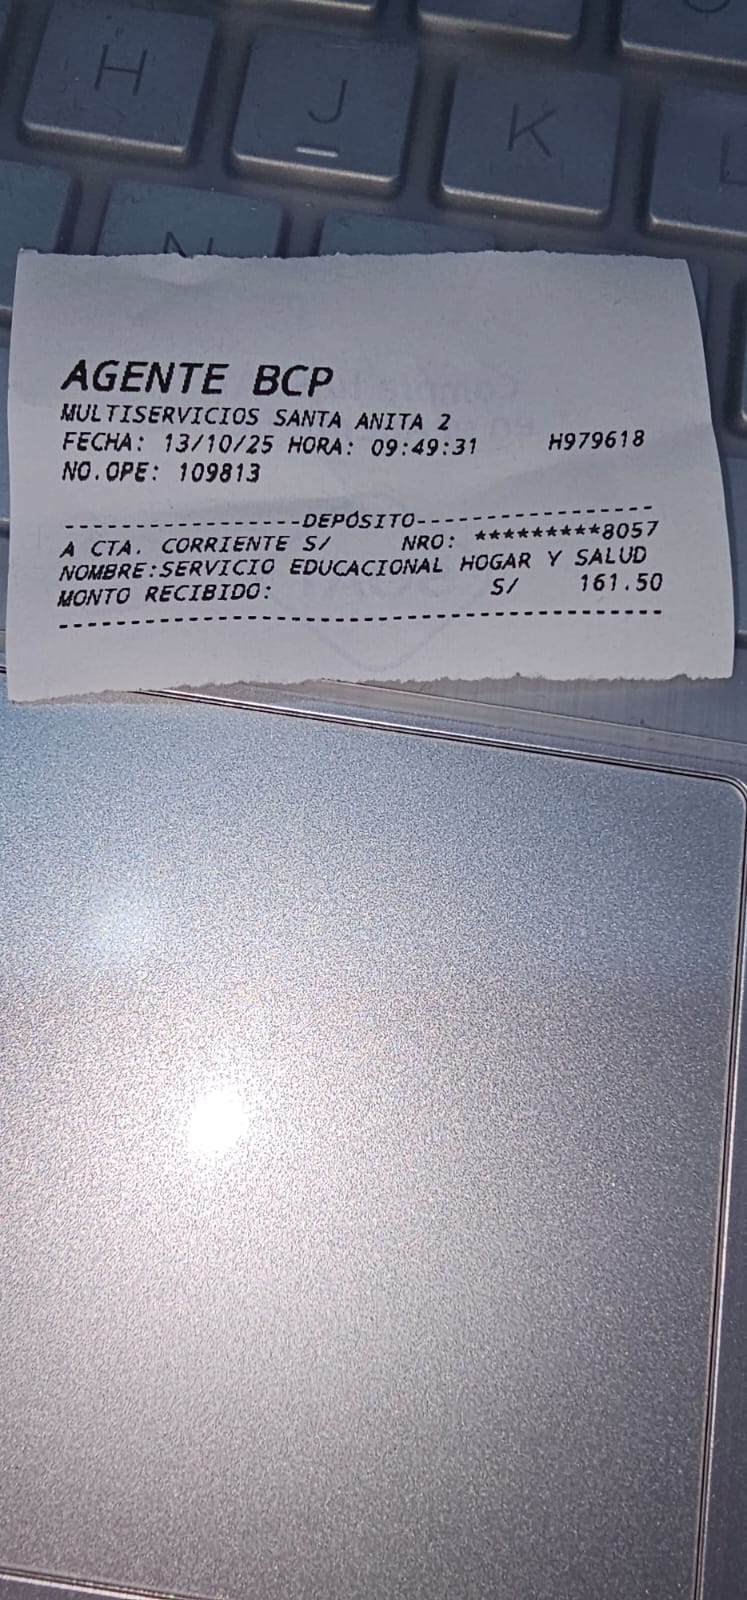 H
J
K
L
N
AGENTE BCP
MULTISERVICIOS SANTA ANITA 2
FECHA: 13/10/25 HORA: 09:49:31 H979618
NO.OPE: 109813
-----------------DEPÓSITO-----------------
A CTA. CORRIENTE S/ NRO: *********8057
NOMBRE:SERVICIO EDUCACIONAL HOGAR Y SALUD
MONTO RECIBIDO: S/ 161.50
------------------------------------------